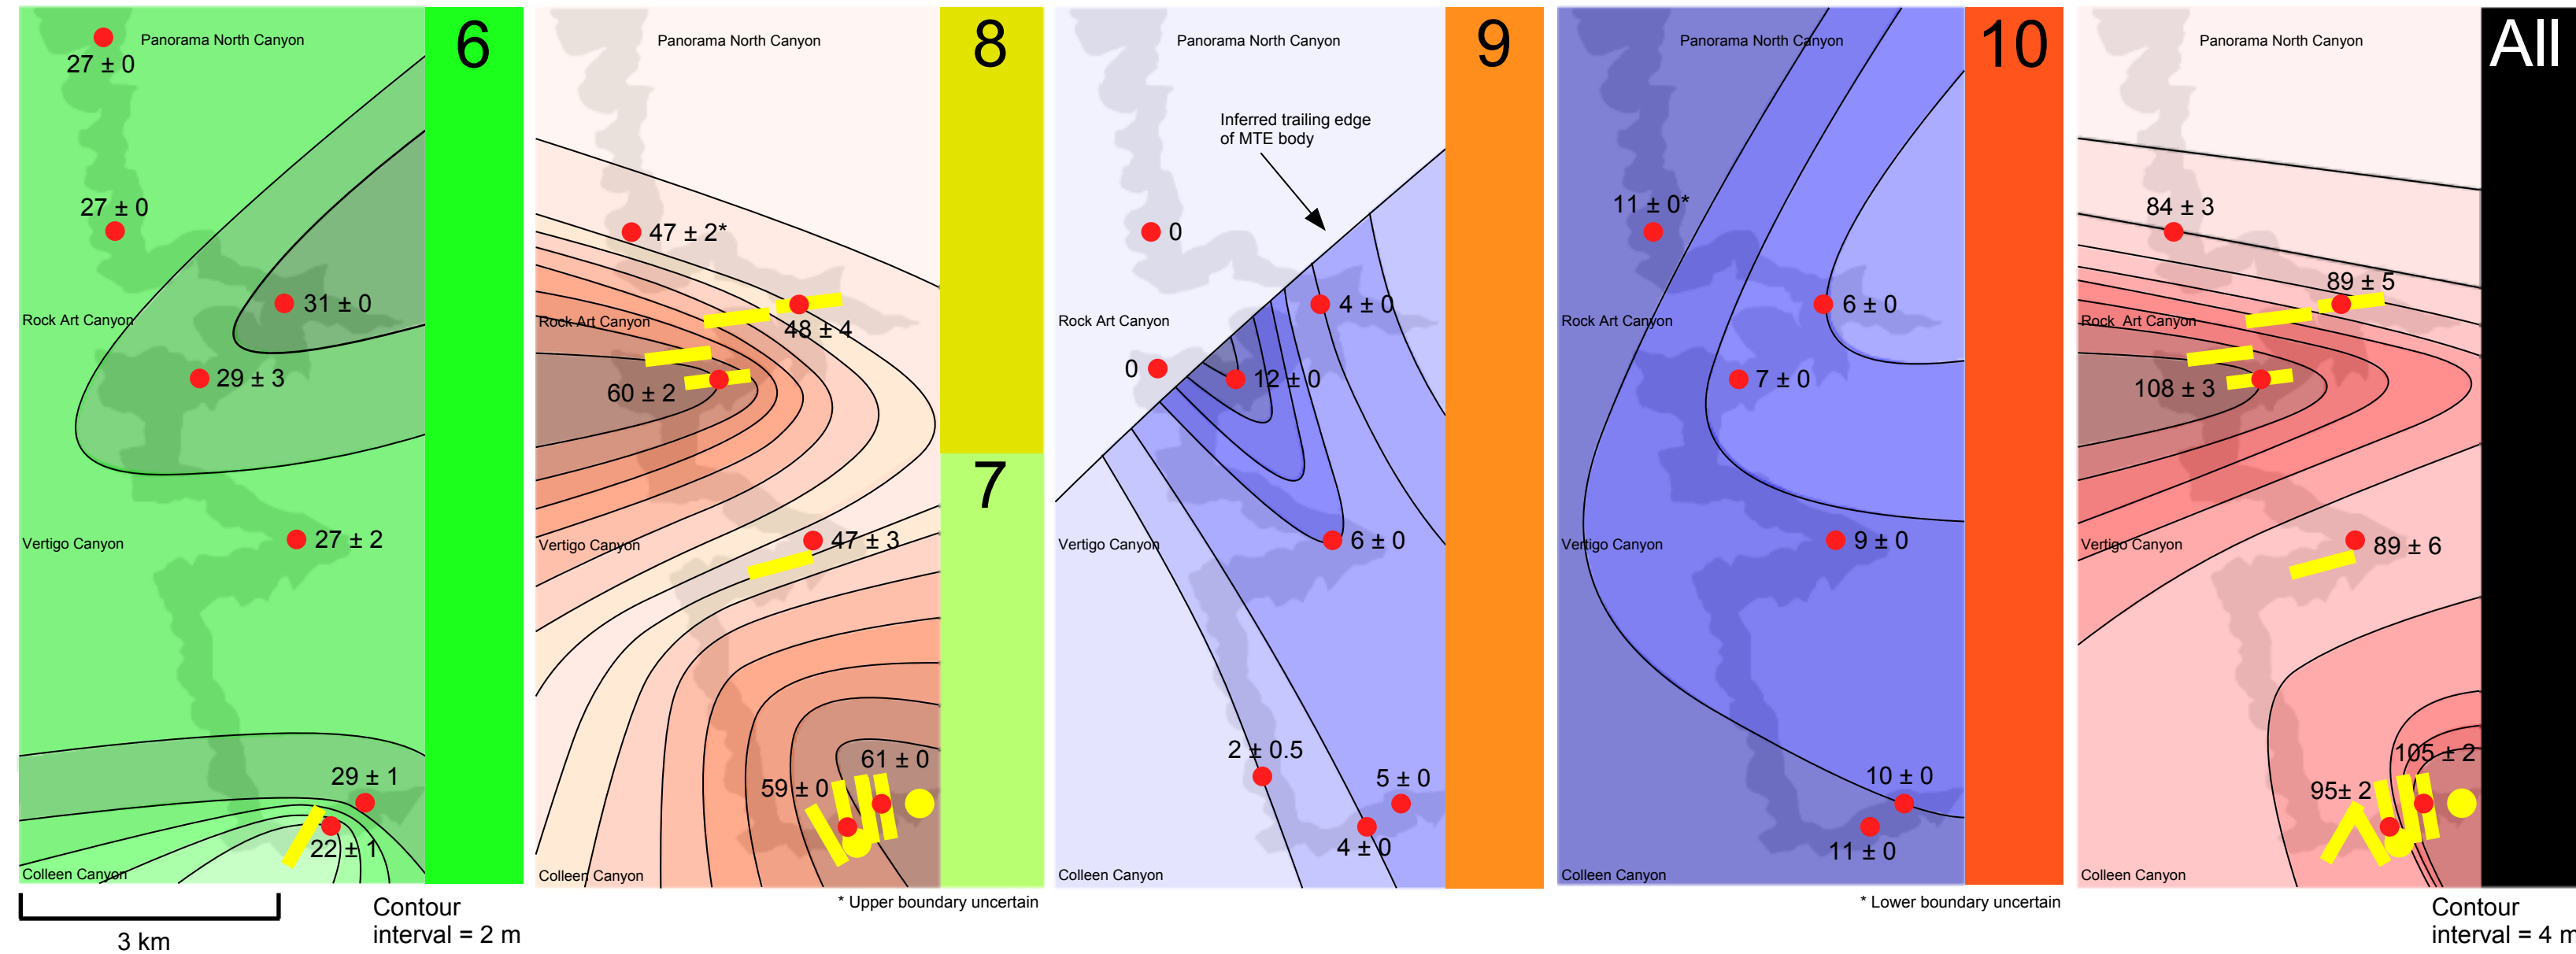 6
Panorama North Canyon
27 ± 0
27 ± 0
31 ± 0
Rock Art Canyon
29 ± 3
27 ± 2
Vertigo Canyon
29 ± 1
22 ± 1
Colleen Canyon
3 km
Contour
interval = 2 m
8
Panorama North Canyon
47 ± 2*
Rock Art Canyon
48 ± 4
60 ± 2
7
47 ± 3
Vertigo Canyon
61 ± 0
59 ± 0
Colleen Canyon
* Upper boundary uncertain
9
Panorama North Canyon
Inferred trailing edge
of MTE body
0
4 ± 0
Rock Art Canyon
0
12 ± 0
6 ± 0
Vertigo Canyon
2 ± 0.5
5 ± 0
4 ± 0
Colleen Canyon
10
Panorama North Canyon
11 ± 0*
6 ± 0
Rock Art Canyon
7 ± 0
9 ± 0
Vertigo Canyon
10 ± 0
11 ± 0
Colleen Canyon
* Lower boundary uncertain
All
Panorama North Canyon
84 ± 3
89 ± 5
Rock Art Canyon
108 ± 3
89 ± 6
Vertigo Canyon
105 ± 2
95± 2
Colleen Canyon
Contour
interval = 4 m